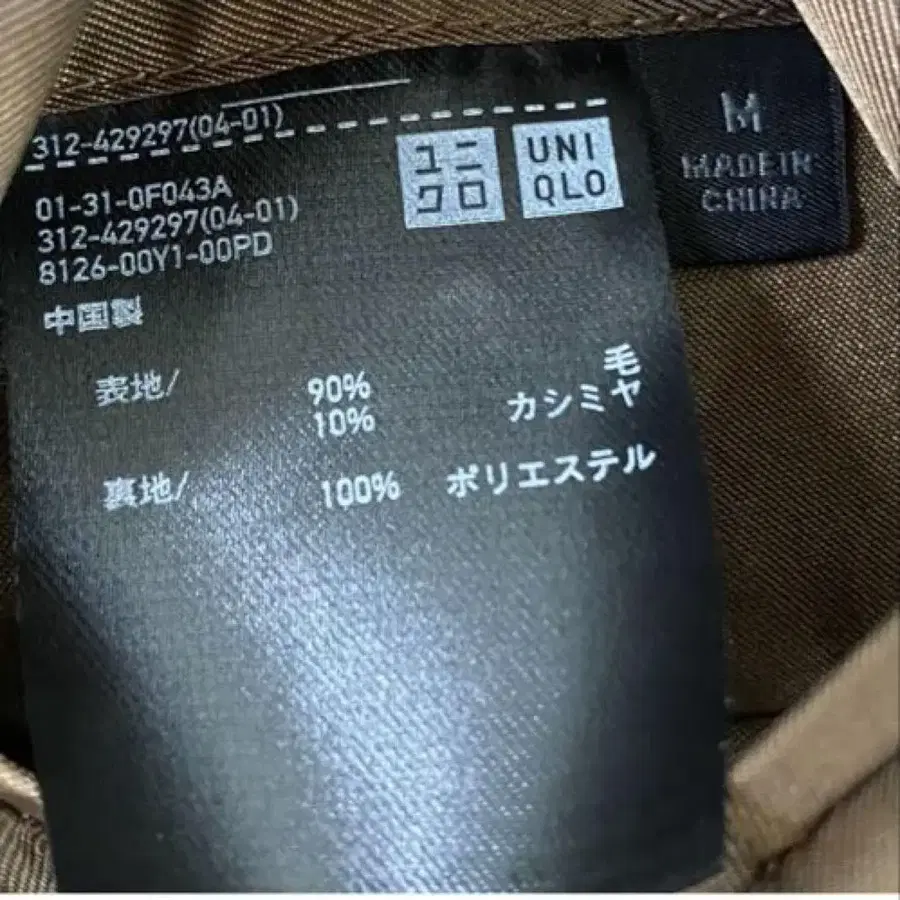 312-429297(04-01)
01-31-0F043A
312-429297(04-01)
8126-00Y1-00PD
中国製
ユニ
クロ
UNI
QLO
M
MADE IN
CHINA
表地/ 90% 毛
10% カシミヤ
裏地/ 100% ポリエステル